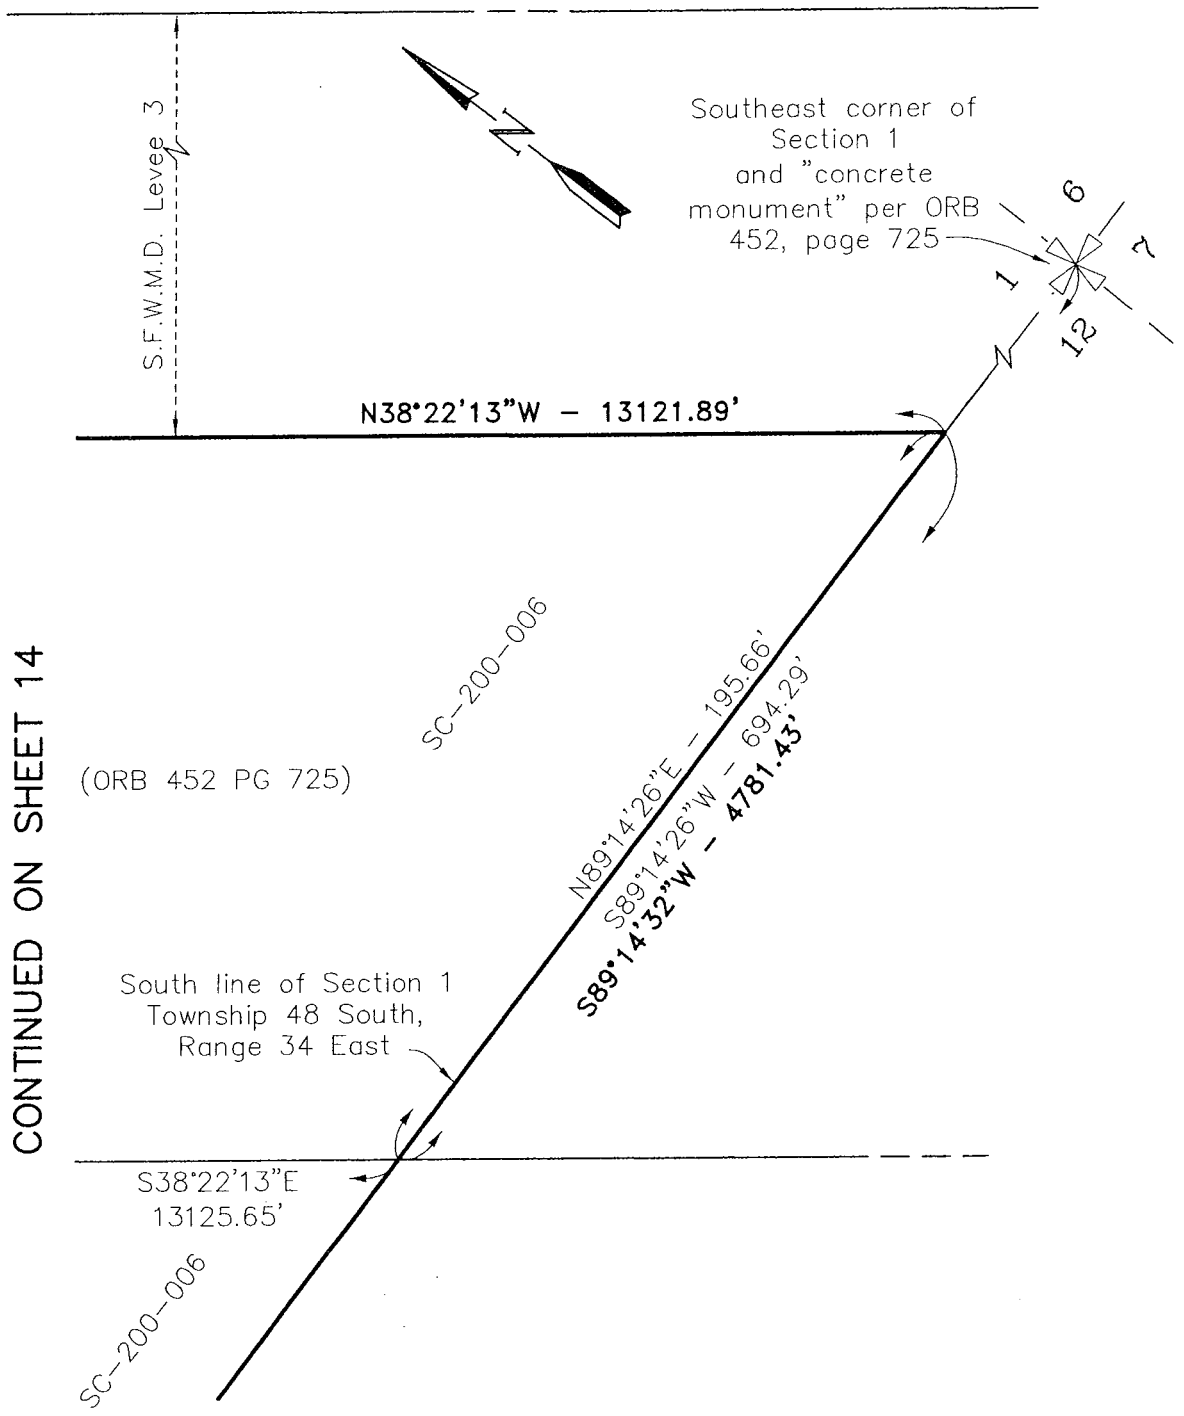 S.F.W.M.D. Levee 3
N
Southeast corner of
Section 1
and "concrete
monument" per ORB
452, page 725
6
7
1
12
N38°22'13"W - 13121.89'
SC-200-006
CONTINUED ON SHEET 14
(ORB 452 PG 725)
N89°14'26"E - 195.66'
S89°14'26"W - 694.29'
S89°14'32"W - 4781.43'
South line of Section 1
Township 48 South,
Range 34 East
S38°22'13"E
13125.65'
SC-200-006